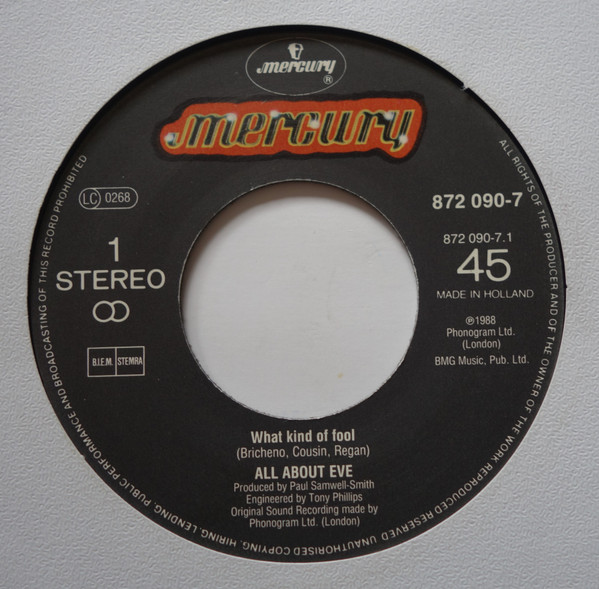 mercury
®
mercury
LC 0268
872 090-7
872 090-7.1
1
STEREO
45
MADE IN HOLLAND
B.I.E.M. STEMRA
℗1988
Phonogram Ltd.
(London)
BMG Music, Pub. Ltd.
What kind of fool
(Bricheno, Cousin, Regan)
ALL ABOUT EVE
Produced by Paul Samwell-Smith
Engineered by Tony Phillips
Original Sound Recording made by
Phonogram Ltd. (London)
ALL RIGHTS OF THE PRODUCER AND OF THE OWNER OF THE WORK REPRODUCED RESERVED UNAUTHORISED COPYING, HIRING, LENDING, PUBLIC PERFORMANCE AND BROADCASTING OF THIS RECORD PROHIBITED